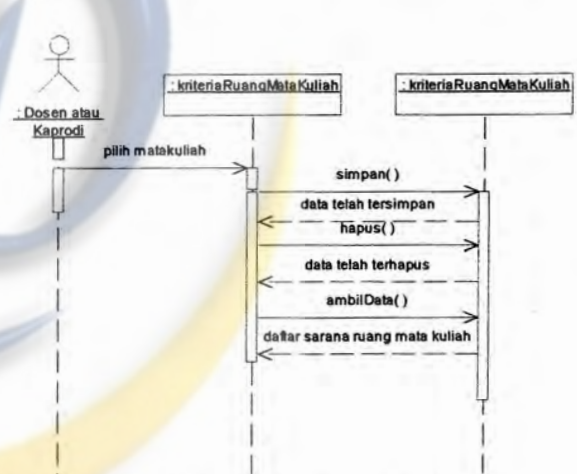 : Dosen atau
Kaprodi
: kriteriaRuangMataKuliah
: kriteriaRuangMataKuliah
pilih matakuliah
simpan( )
data telah tersimpan
hapus( )
data telah terhapus
ambilData( )
daftar sarana ruang mata kuliah